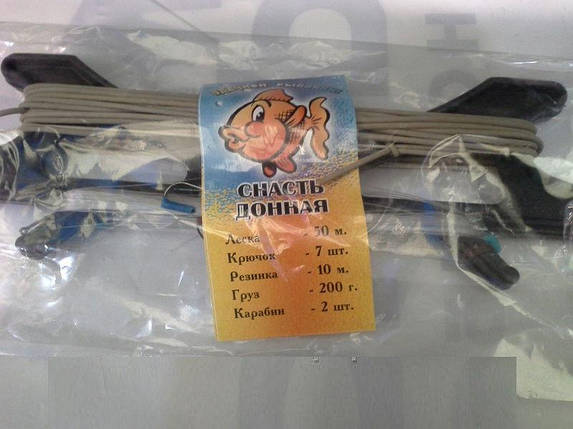 СНАСТЬ
ДОННАЯ
Леска - 50 м.
Крючок - 7 шт.
Резинка - 10 м.
Груз - 200 г.
Карабин - 2 шт.